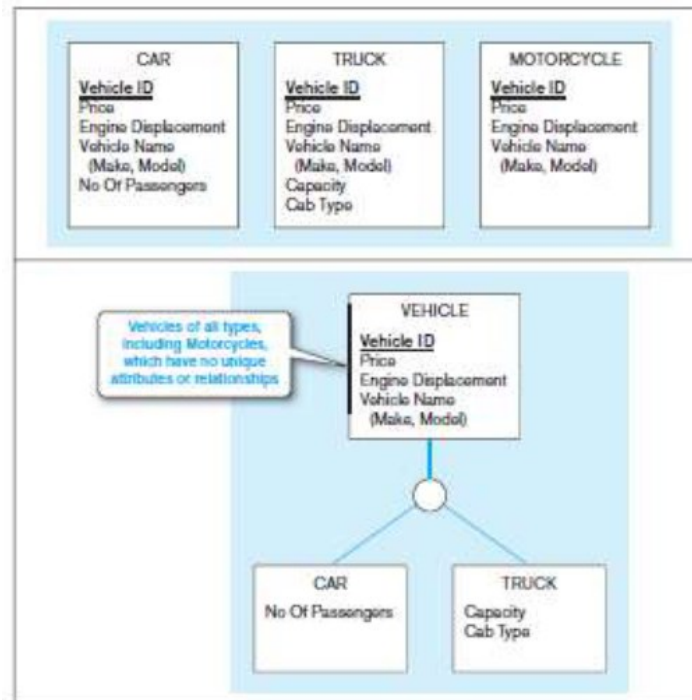 CAR
Vehicle ID
Price
Engine Displacement
Vehicle Name
(Make, Model)
No Of Passengers
TRUCK
Vehicle ID
Price
Engine Displacement
Vehicle Name
(Make, Model)
Capacity
Cab Type
MOTORCYCLE
Vehicle ID
Price
Engine Displacement
Vehicle Name
(Make, Model)
Vehicles of all types,
including Motorcycles,
which have no unique
attributes or relationships
VEHICLE
Vehicle ID
Price
Engine Displacement
Vehicle Name
(Make, Model)
CAR
No Of Passengers
TRUCK
Capacity
Cab Type